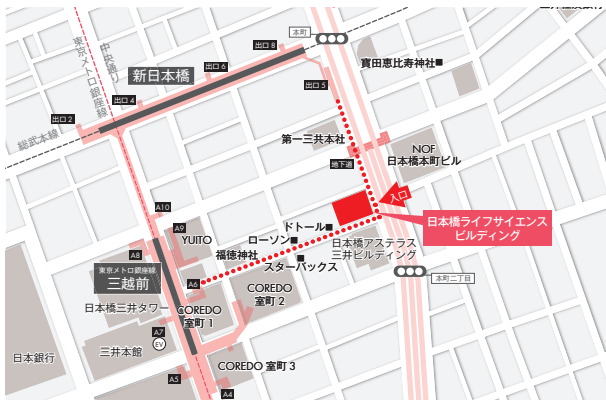 本町
出口 8
東京メトロ銀座線
中央通り
新日本橋
出口 6
出口 5
出口 4
出口 2
総武本線
寶田恵比寿神社
第一三共本社
地下道
NOF
日本橋本町ビル
入口
日本橋ライフサイエンス
ビルディング
A10
A9
YUITO
ドトール
ローソン
福徳神社
スターバックス
日本橋アステラス
三井ビルディング
A8
東京メトロ銀座線
三越前
A6
本町二丁目
日本橋三井タワー
COREDO
室町 1
COREDO
室町 2
A7
EV
三井本館
日本銀行
COREDO 室町 3
A5
A4